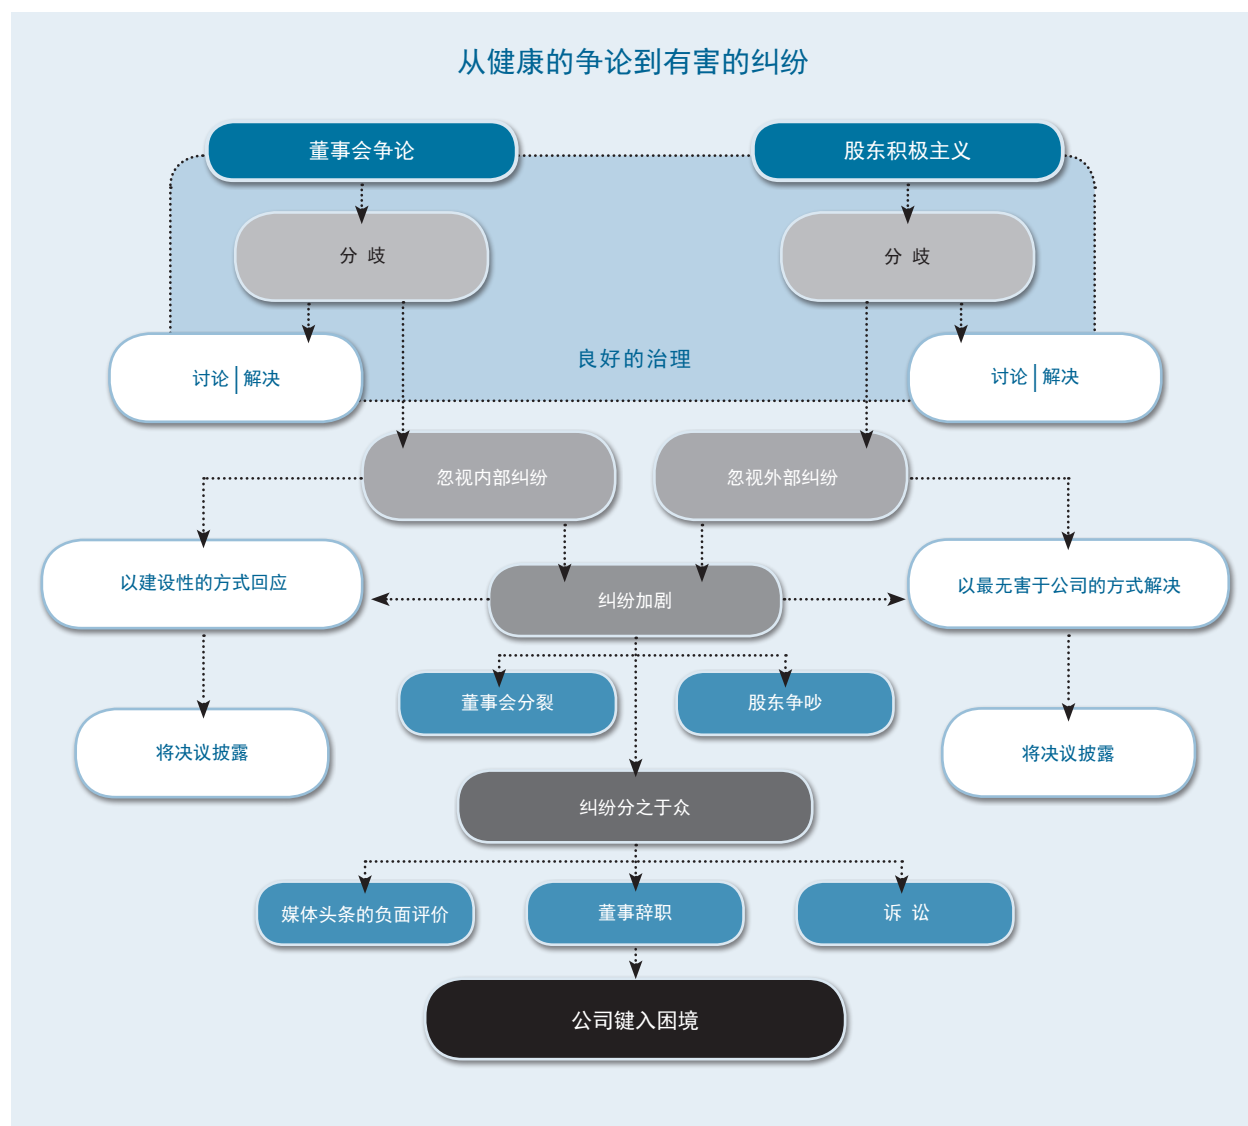 从健康的争论到有害的纠纷
董事会争论
股东积极主义
分 歧
分 歧
良好的治理
讨论│解决
讨论│解决
忽视内部纠纷
忽视外部纠纷
以建设性的方式回应
纠纷加剧
以最无害于公司的方式解决
董事会分裂
股东争吵
将决议披露
将决议披露
纠纷分之于众
媒体头条的负面评价
董事辞职
诉 讼
公司键入困境